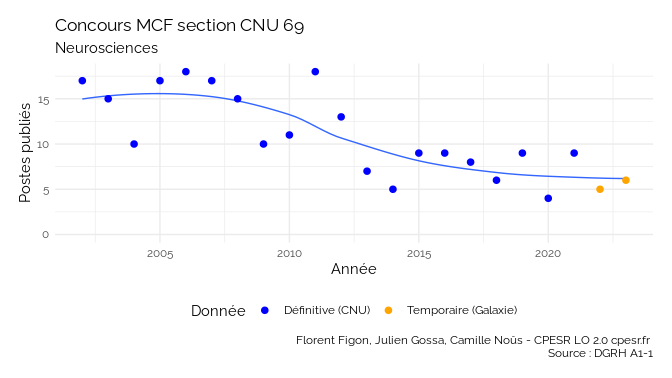 Concours MCF section CNU 69
Neurosciences
Postes publiés
15
10
5
0
2005 2010 2015 2020
Année
Donnée Définitive (CNU) Temporaire (Galaxie)
Florent Figon, Julien Gossa, Camille Noûs - CPESR LO 2.0 cpesr.fr
Source : DGRH A1-1